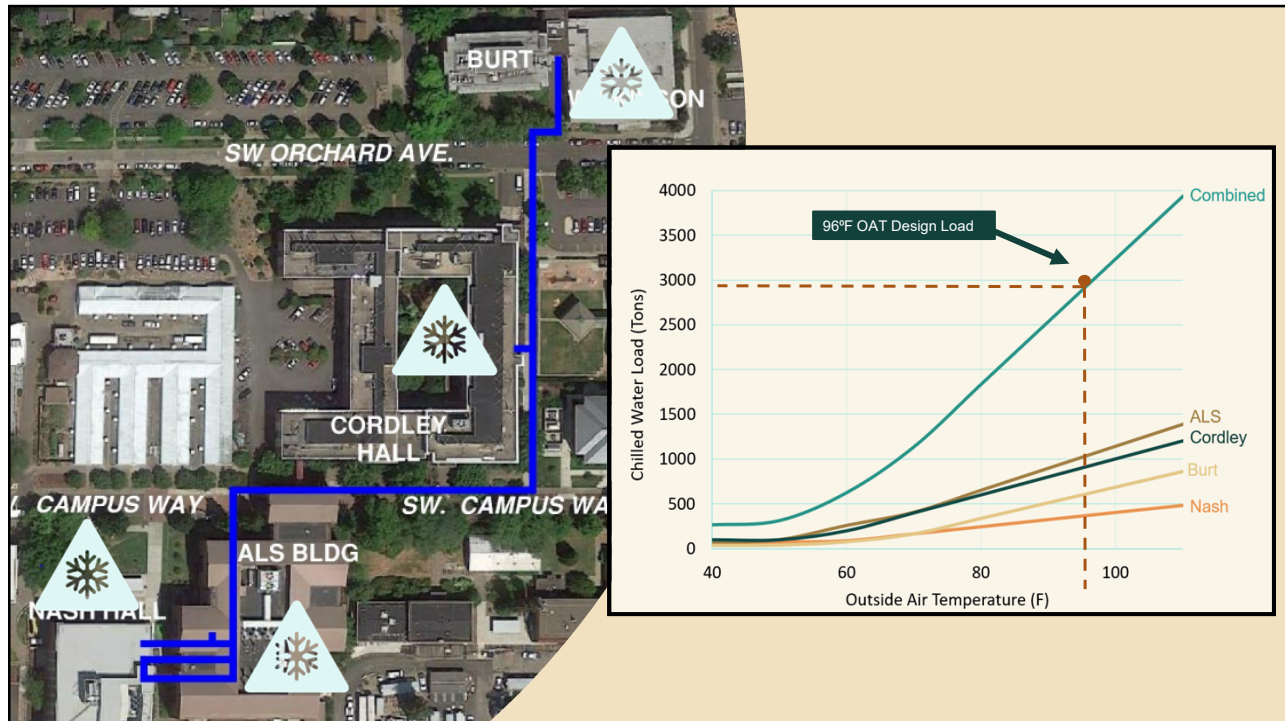 BURT
SW ORCHARD AVE.
CORDLEY
HALL
CAMPUS WAY
SW. CAMPUS WA
ALS BLDG
NASH HALL
4000
3500
3000
2500
2000
1500
1000
500
0
40
60
80
100
Chilled Water Load (Tons)
Outside Air Temperature (F)
96ºF OAT Design Load
Combined
ALS
Cordley
Burt
Nash